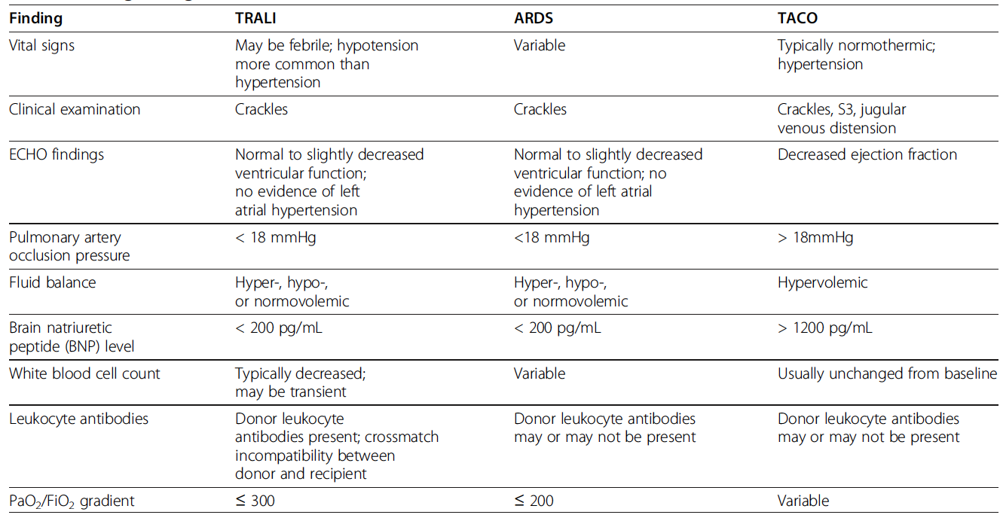 Finding TRALI ARDS TACO
Vital signs May be febrile; hypotension Variable Typically normothermic;
more common than hypertension
hypertension
Clinical examination Crackles Crackles Crackles, S3, jugular
venous distension
ECHO findings Normal to slightly decreased Normal to slightly decreased Decreased ejection fraction
ventricular function; ventricular function; no
no evidence of left evidence of left atrial
atrial hypertension hypertension
Pulmonary artery < 18 mmHg <18 mmHg > 18mmHg
occlusion pressure
Fluid balance Hyper-, hypo-, Hyper-, hypo-, Hypervolemic
or normovolemic or normovolemic
Brain natriuretic < 200 pg/mL < 200 pg/mL > 1200 pg/mL
peptide (BNP) level
White blood cell count Typically decreased; Variable Usually unchanged from baseline
may be transient
Leukocyte antibodies Donor leukocyte Donor leukocyte antibodies Donor leukocyte antibodies
antibodies present; crossmatch may or may not be present may or may not be present
incompatibility between
donor and recipient
PaO₂/FiO₂ gradient ≤ 300 ≤ 200 Variable